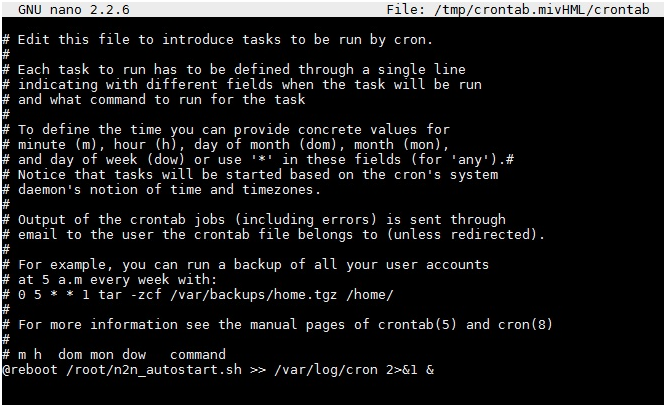 GNU nano 2.2.6 File: /tmp/crontab.mivHML/crontab
# Edit this file to introduce tasks to be run by cron.
#
# Each task to run has to be defined through a single line
# indicating with different fields when the task will be run
# and what command to run for the task
#
# To define the time you can provide concrete values for
# minute (m), hour (h), day of month (dom), month (mon),
# and day of week (dow) or use '*' in these fields (for 'any').#
# Notice that tasks will be started based on the cron's system
# daemon's notion of time and timezones.
#
# Output of the crontab jobs (including errors) is sent through
# email to the user the crontab file belongs to (unless redirected).
#
# For example, you can run a backup of all your user accounts
# at 5 a.m every week with:
# 0 5 * * 1 tar -zcf /var/backups/home.tgz /home/
#
# For more information see the manual pages of crontab(5) and cron(8)
#
# m h  dom mon dow   command
@reboot /root/n2n_autostart.sh >> /var/log/cron 2>&1 &